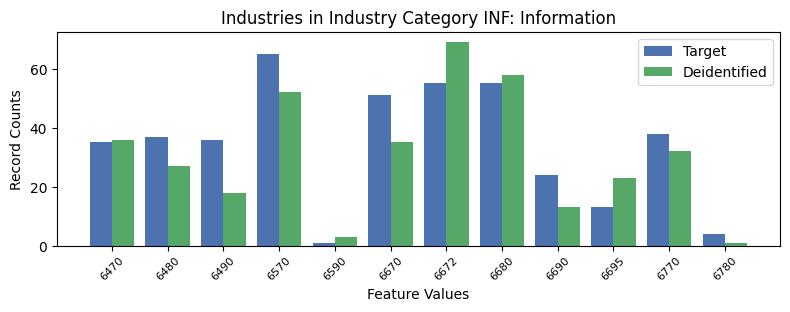 Industries in Industry Category INF: Information
Target
Deidentified
Record Counts
60
40
20
0
6470 6480 6490 6570 6590 6670 6672 6680 6690 6695 6770 6780
Feature Values